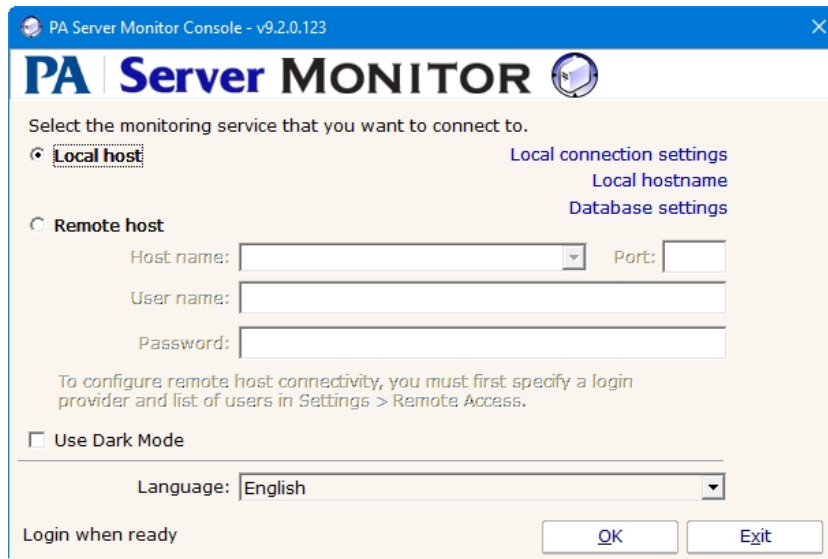 PA Server Monitor Console - v9.2.0.123
PA Server MONITOR
Select the monitoring service that you want to connect to.
Local host
Local connection settings
Local hostname
Database settings
Remote host
Host name:
Port:
User name:
Password:
To configure remote host connectivity, you must first specify a login
provider and list of users in Settings > Remote Access.
Use Dark Mode
Language: English
Login when ready
OK
Exit